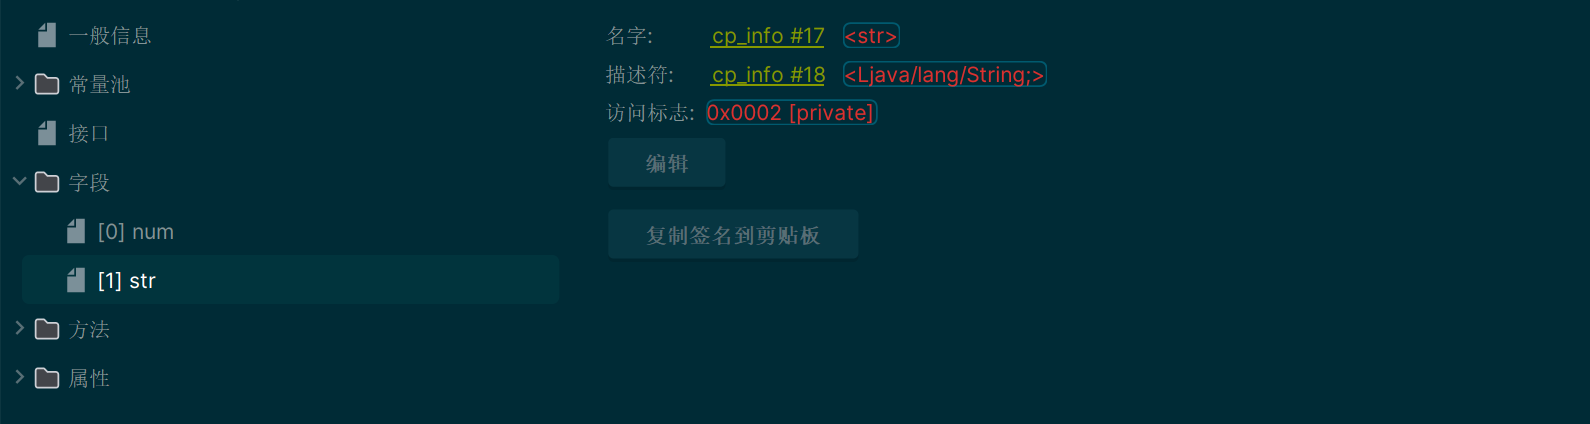 一般信息
常量池
接口
字段
[0] num
[1] str
方法
属性
名字: cp_info #17 <str>
描述符: cp_info #18 <Ljava/lang/String;>
访问标志: 0x0002 [private]
编辑
复制签名到剪贴板